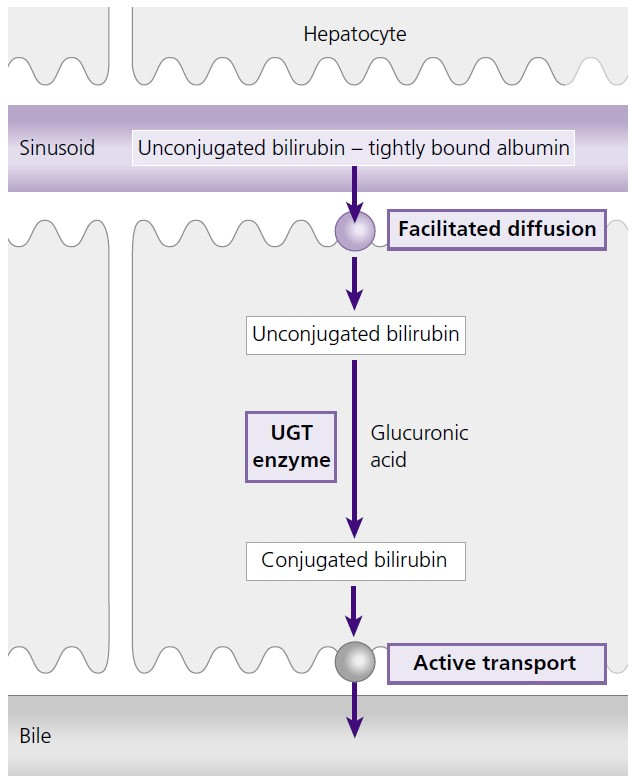 Hepatocyte
Sinusoid
Unconjugated bilirubin – tightly bound albumin
Facilitated diffusion
Unconjugated bilirubin
UGT
enzyme
Glucuronic
acid
Conjugated bilirubin
Active transport
Bile